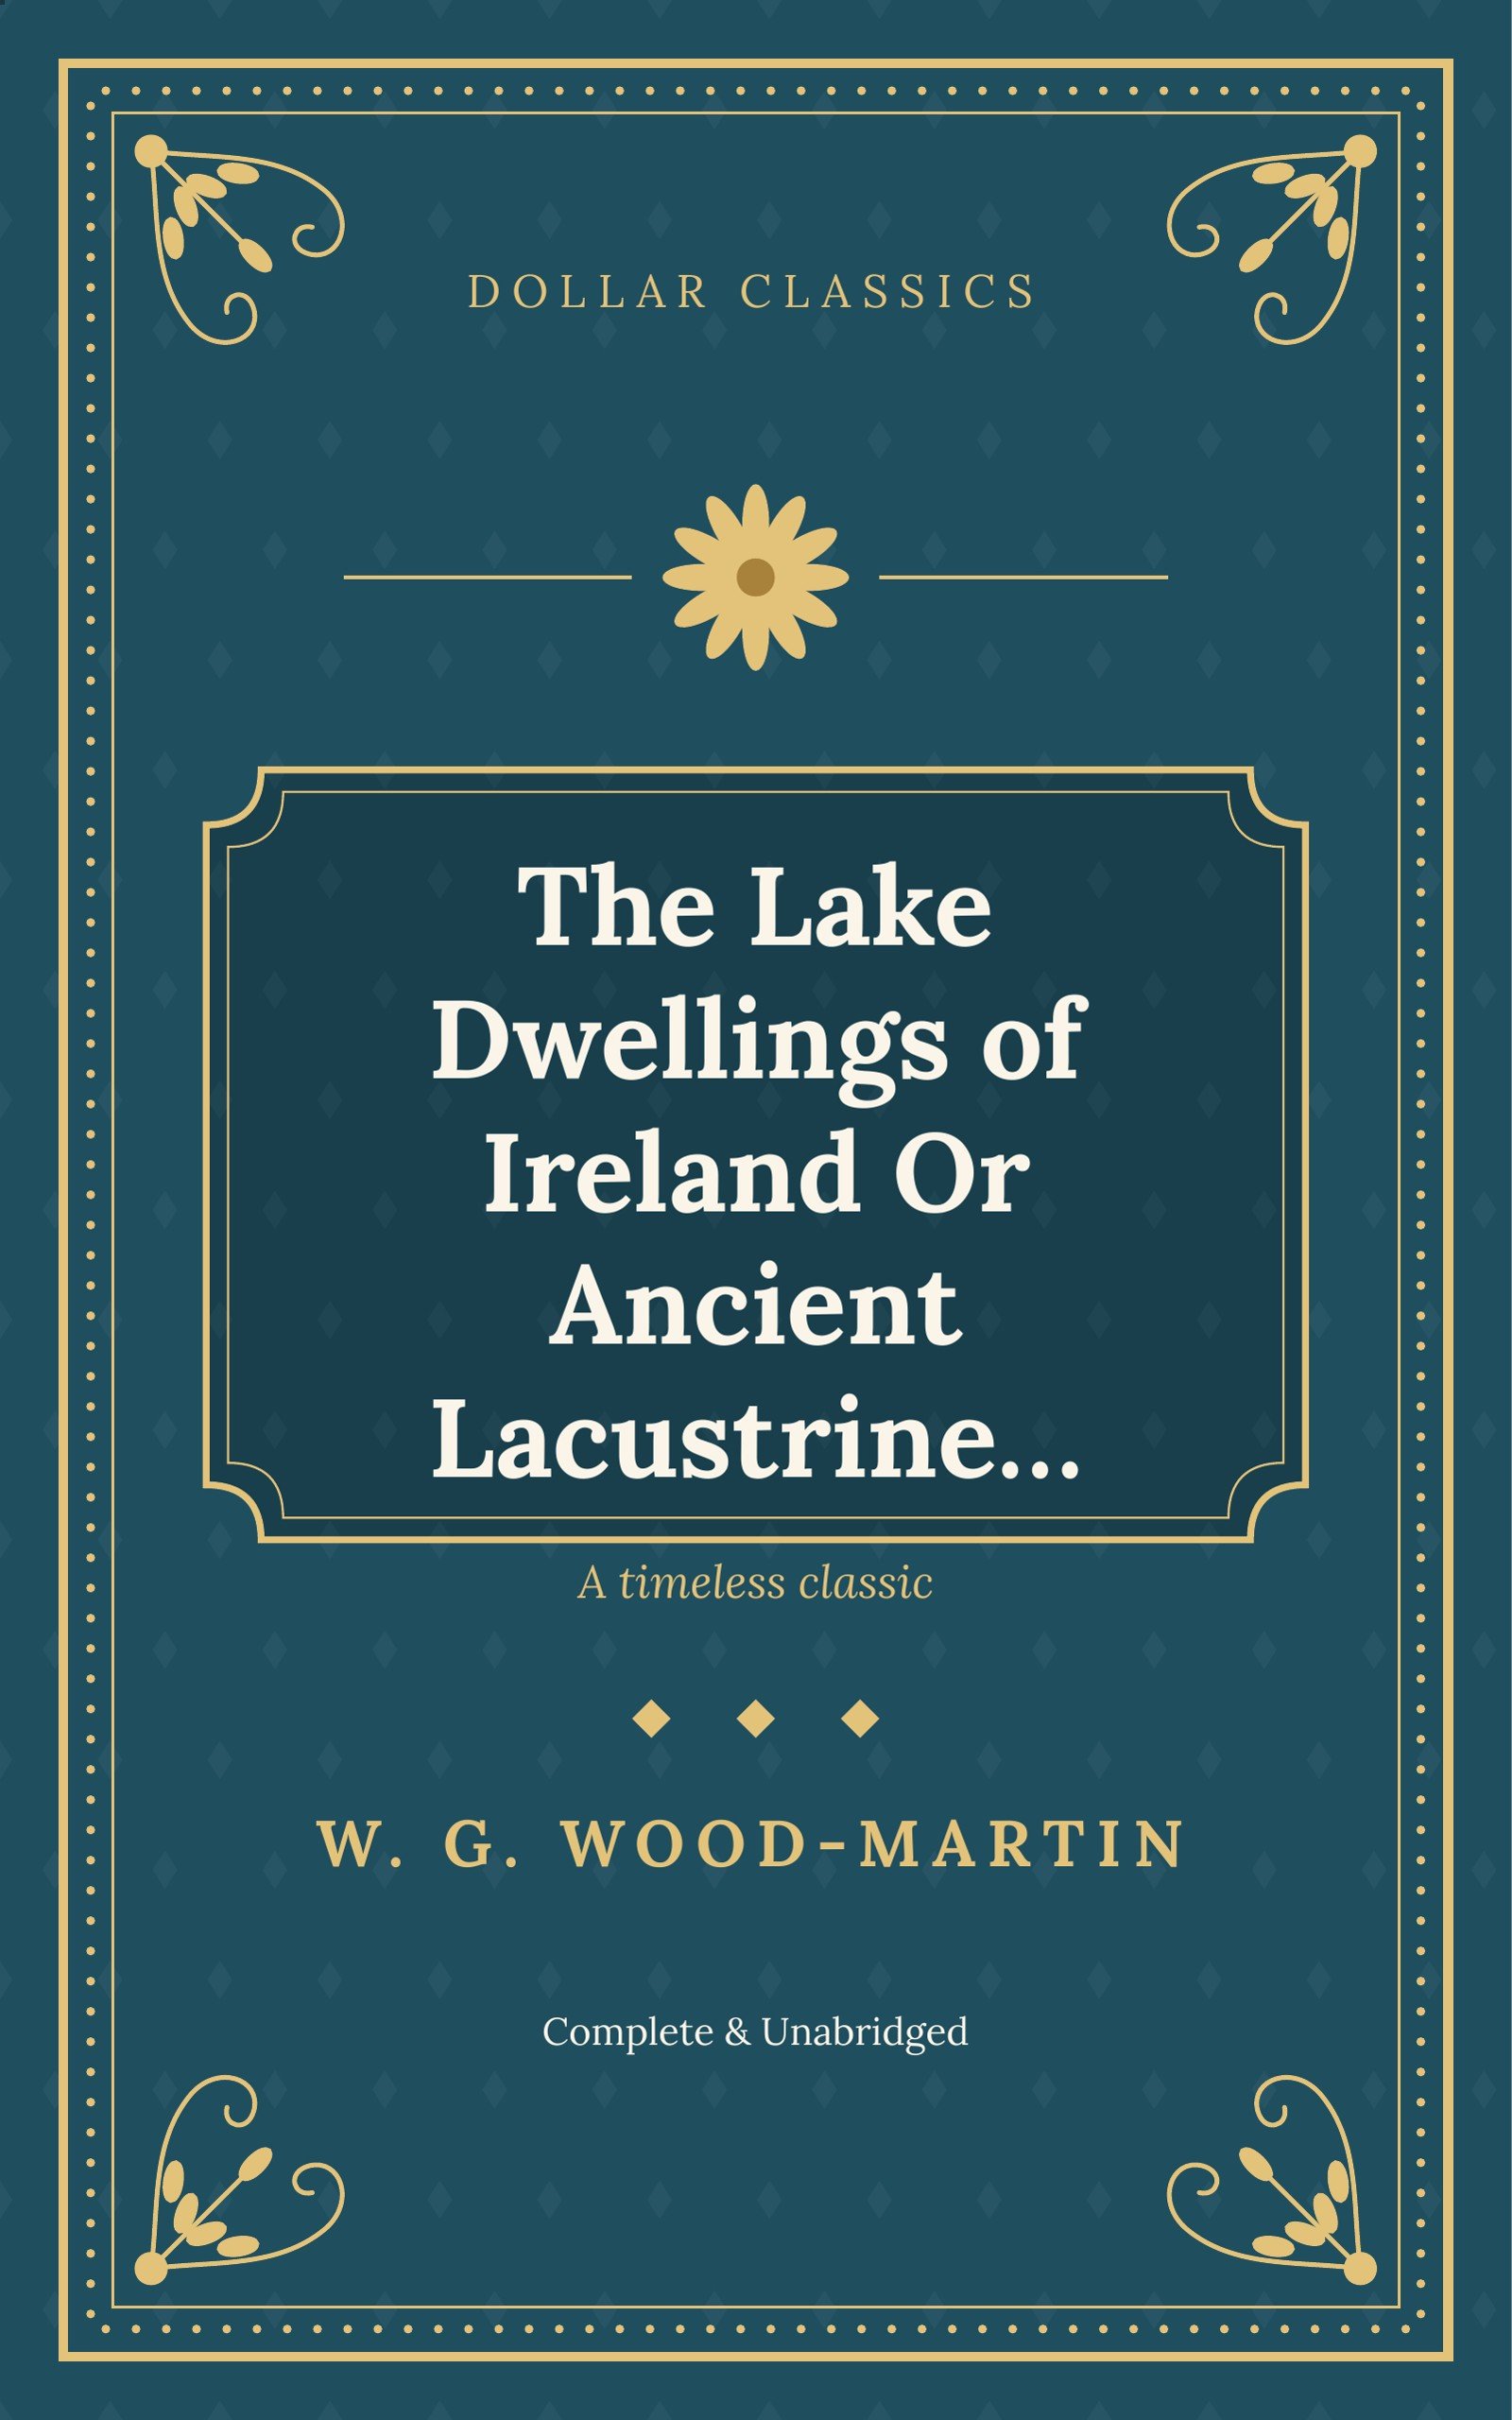 DOLLAR CLASSICS
The Lake
Dwellings of
Ireland Or
Ancient
Lacustrine...
A timeless classic
W. G. WOOD-MARTIN
Complete & Unabridged